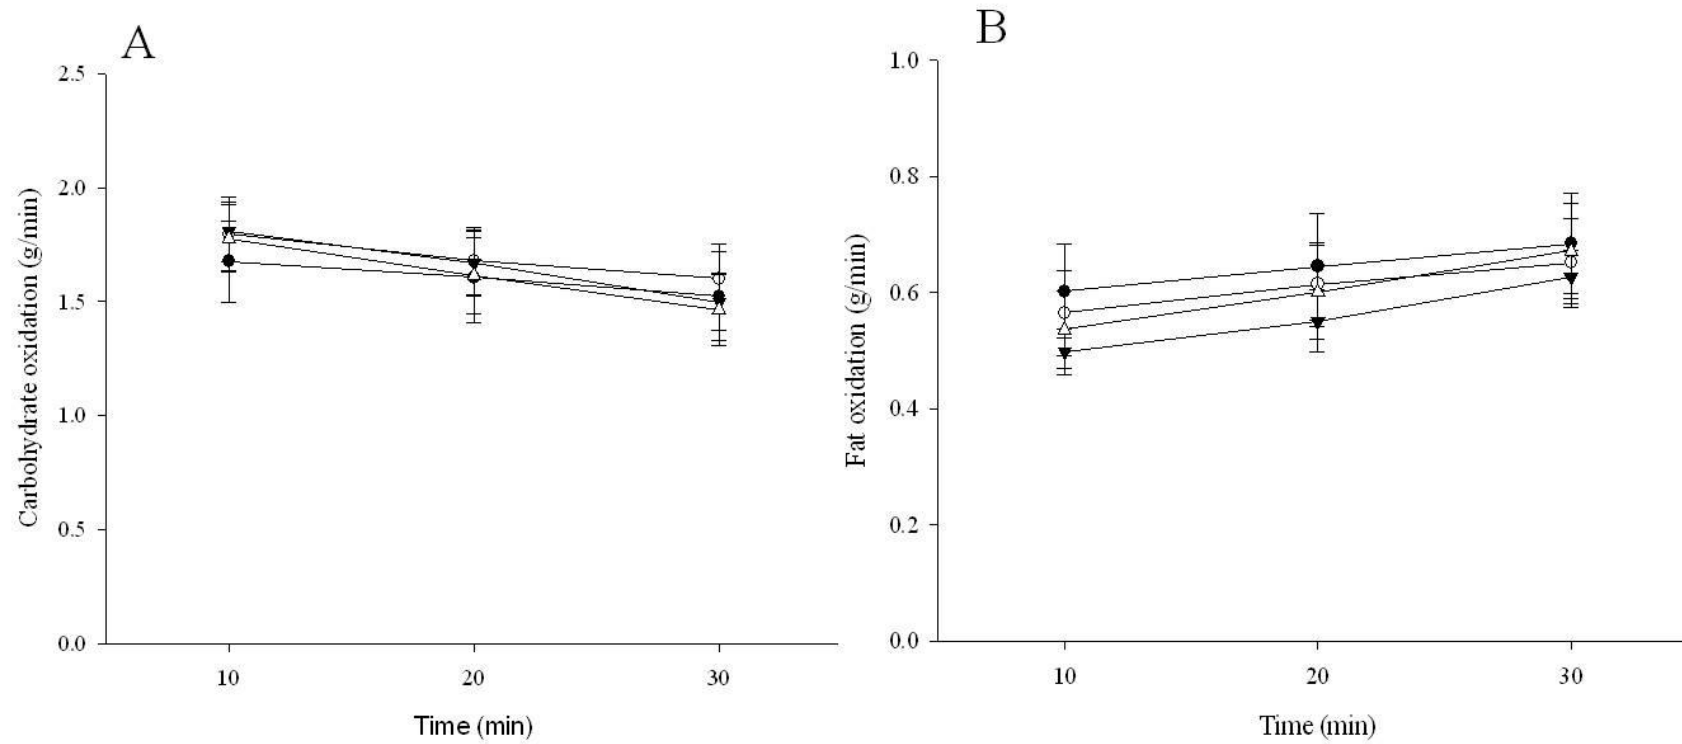 A
2.5
2.0
1.5
1.0
0.5
0.0
Carbohydrate oxidation (g/min)
10 20 30
Time (min)
B
1.0
0.8
0.6
0.4
0.2
0.0
Fat oxidation (g/min)
10 20 30
Time (min)